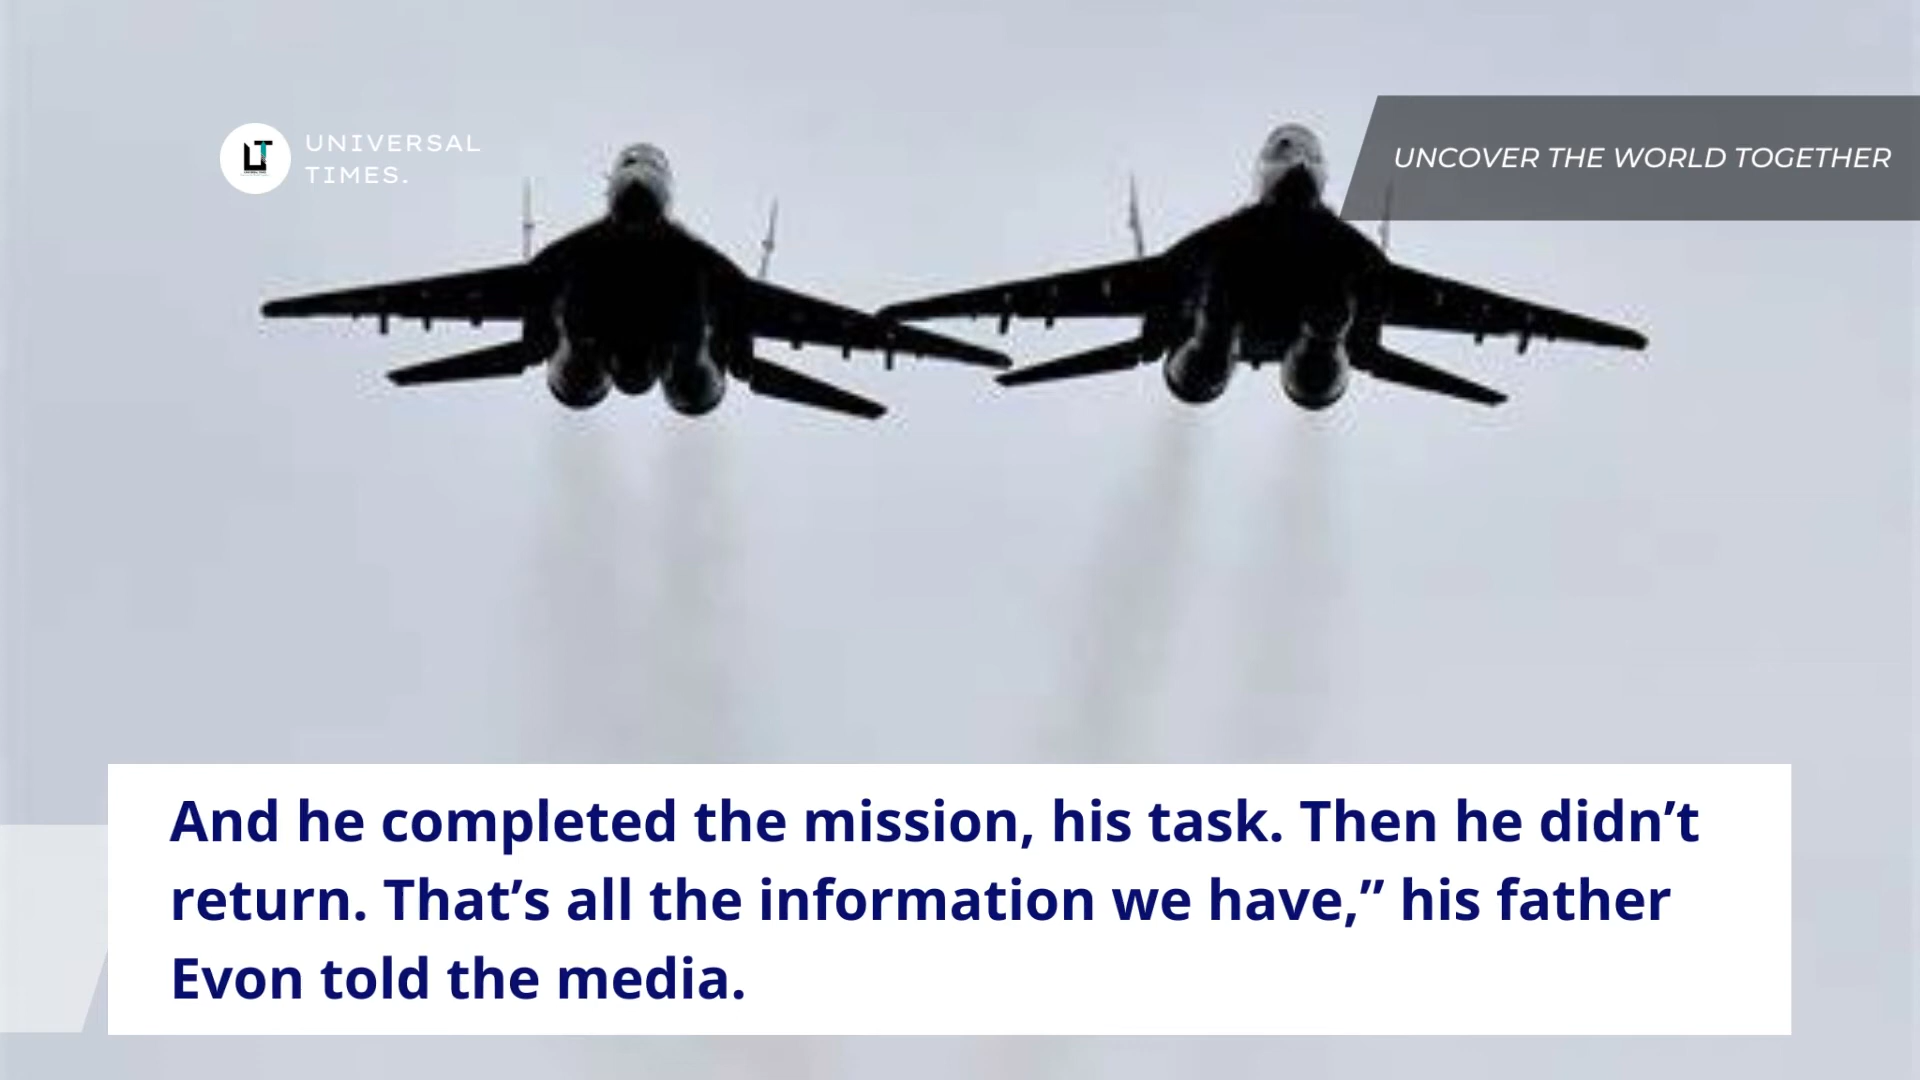 UNIVERSAL
TIMES.
UNCOVER THE WORLD TOGETHER
And he completed the mission, his task. Then he didn’t
return. That’s all the information we have,” his father
Evon told the media.